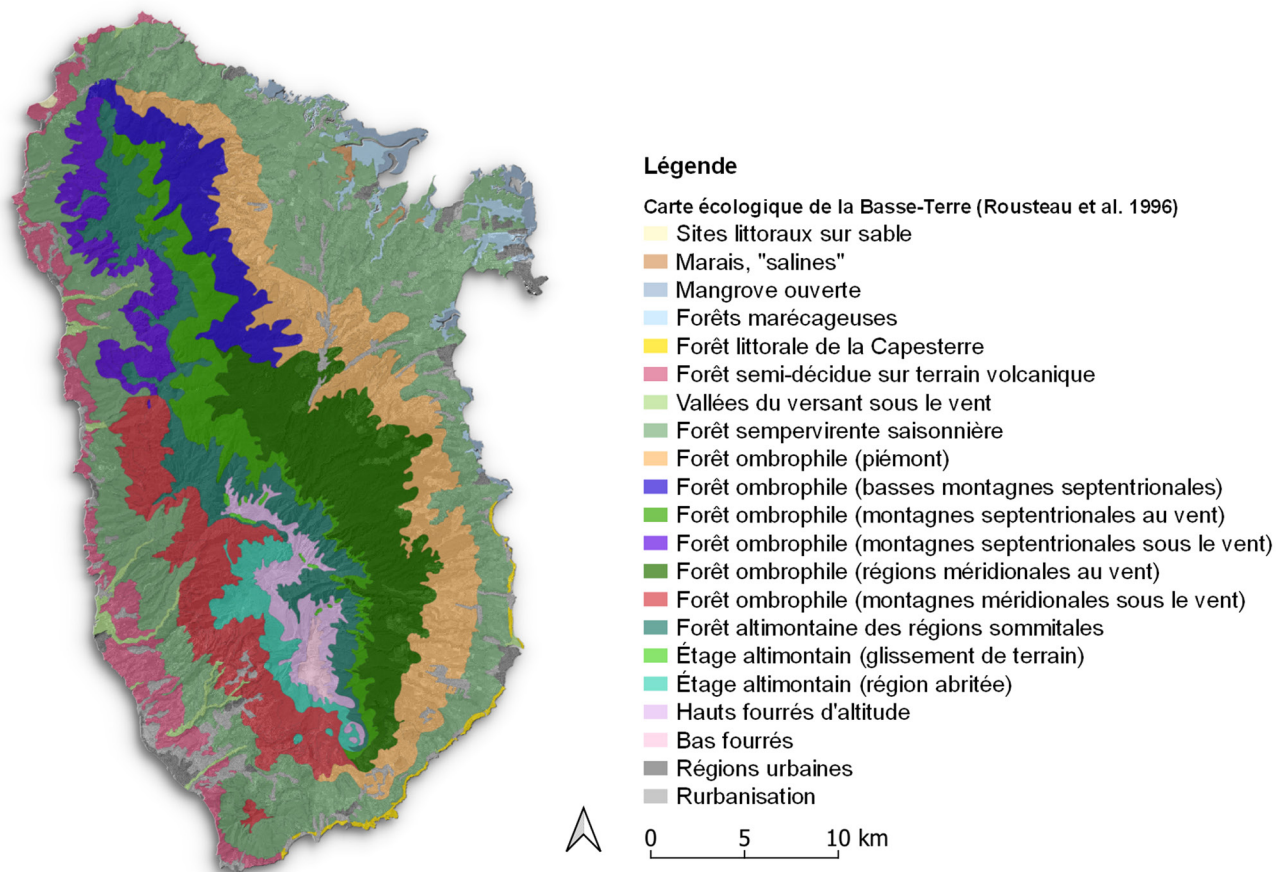 Légende
Carte écologique de la Basse-Terre (Rousteau et al. 1996)
Sites littoraux sur sable
Marais, "salines"
Mangrove ouverte
Forêts marécageuses
Forêt littorale de la Capesterre
Forêt semi-décidue sur terrain volcanique
Vallées du versant sous le vent
Forêt sempervirente saisonnière
Forêt ombrophile (piémont)
Forêt ombrophile (basses montagnes septentrionales)
Forêt ombrophile (montagnes septentrionales au vent)
Forêt ombrophile (montagnes septentrionales sous le vent)
Forêt ombrophile (régions méridionales au vent)
Forêt ombrophile (montagnes méridionales sous le vent)
Forêt altimontaine des régions sommitales
Étage altimontain (glissement de terrain)
Étage altimontain (région abritée)
Hauts fourrés d'altitude
Bas fourrés
Régions urbaines
Rurbanisation
0 5 10 km